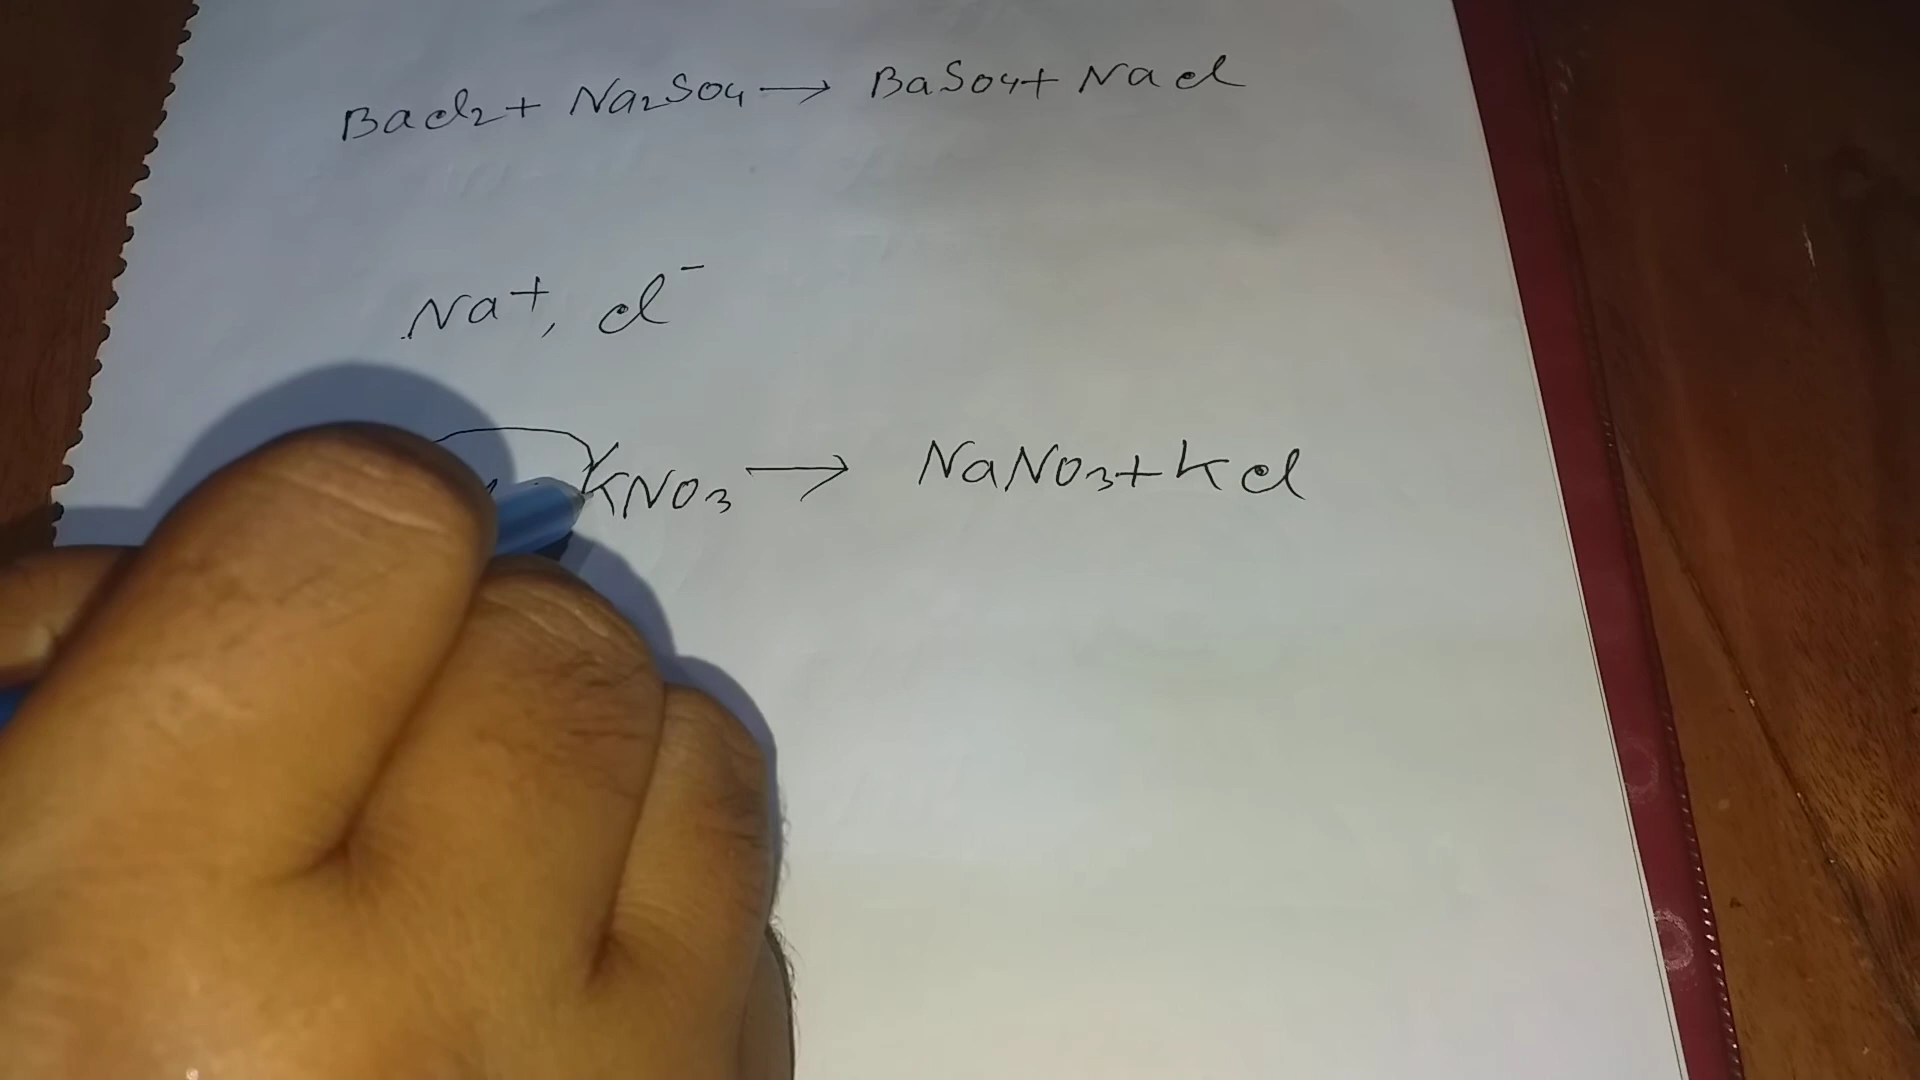 BaCl₂ + Na₂SO₄ → BaSO₄ + NaCl
Na⁺, Cl⁻
KNO₃ → NaNO₃ + KCl